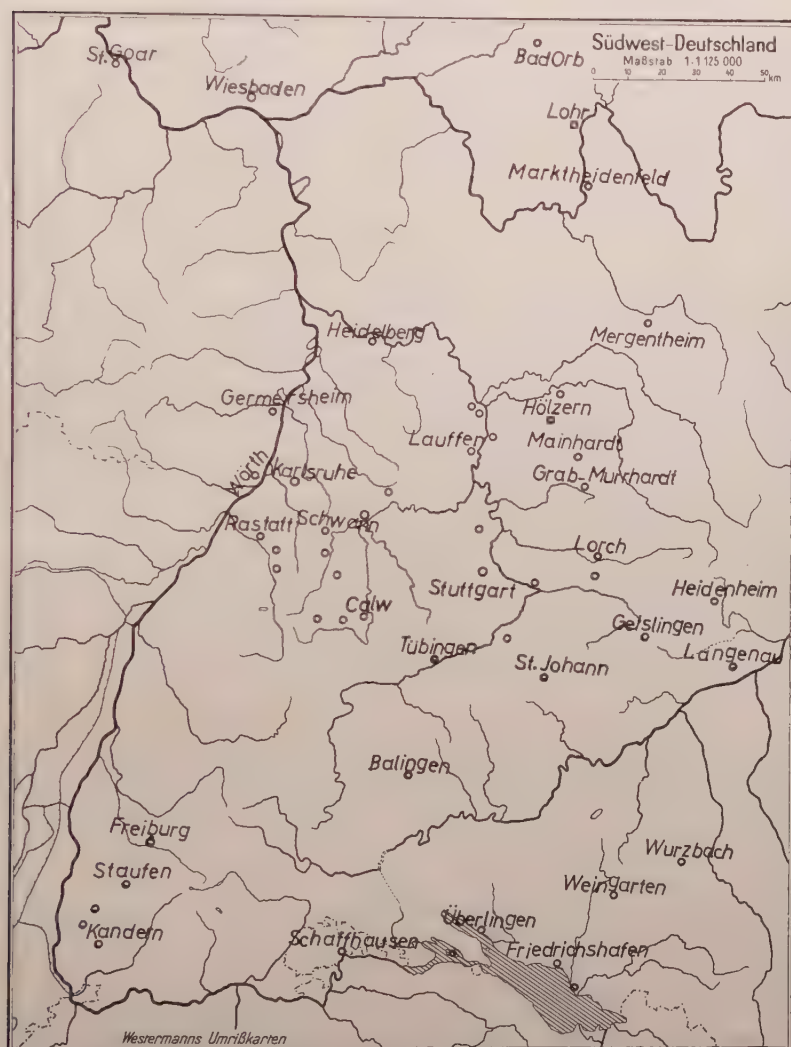 Südwest-Deutschland
Maßstab 1:1125 000
0 10 20 30 40 50 km
St. Goar
Bad Orb
Wiesbaden
Lohr
Marktheidenfeld
Heidelberg
Mergentheim
Germersheim
Hölzern
Lauffen
Mainhardt
Wörth
Karlsruhe
Grab-Murrhardt
Rastatt
Schwann
Lorch
Stuttgart
Heidenheim
Calw
Geislingen
Tübingen
Langenau
St. Johann
Balingen
Freiburg
Wurzbach
Staufen
Weingarten
Überlingen
Kandern
Schaffhausen
Friedrichshafen
Westermanns Umrißkarten